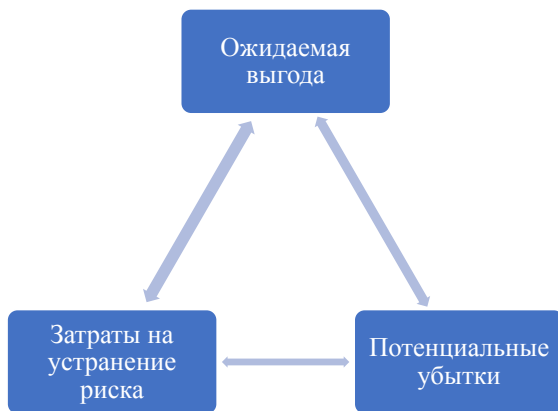 Ожидаемая
выгода
Затраты на
устранение
риска
Потенциальные
убытки